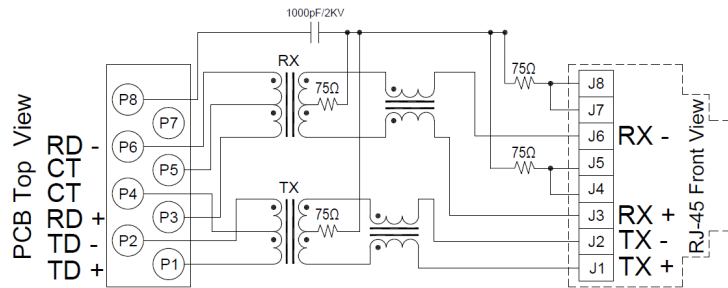 1000pF/2KV
RX
75Ω
75Ω
P8
J8
P7
J7
P6
RD -
J6
RX -
CT
P5
75Ω
J5
CT
P4
J4
TX
RD +
P3
75Ω
J3
RX +
TD -
P2
J2
TX -
TD +
P1
J1
TX +
PCB Top View
RJ-45 Front View